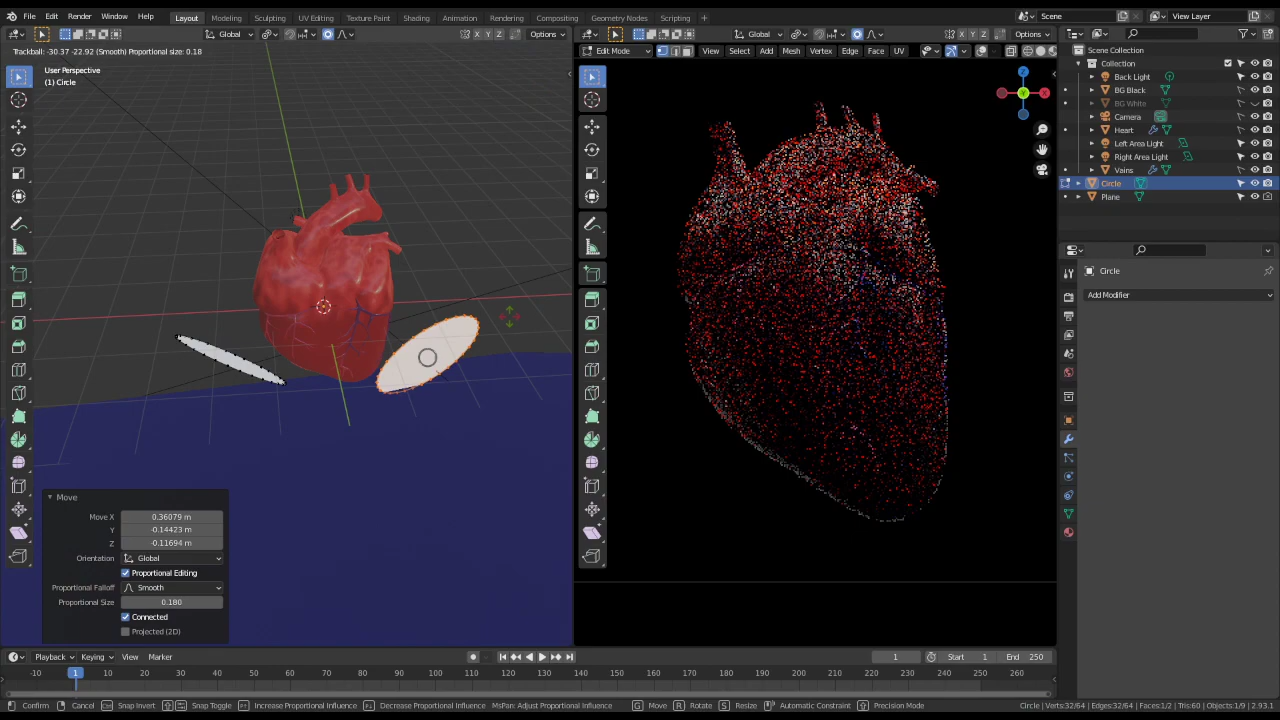 File Edit Render Window Help Layout Modeling Sculpting UV Editing Texture Paint Shading Animation Rendering Compositing Geometry Nodes Scripting + Scene View Layer
Global Options
Global Options
Trackball: -30.37 -22.92 (Smooth) Proportional size: 0.18
X Y Z Options
Edit Mode View Select Add Mesh Vertex Edge Face UV
User Perspective
(1) Circle
Z
Y
X
Scene Collection
Collection
Back Light
BG Black
BG White
Camera
Heart
Left Area Light
Right Area Light
Vains
Circle
Plane
Circle
Add Modifier
Move
Move X 0.36079 m
Y -0.14423 m
Z -0.11694 m
Orientation Global
Proportional Editing
Proportional Falloff Smooth
Proportional Size 0.180
Connected
Projected (2D)
Playback Keying View Marker 1 Start 1 End 250
-10 1 10 20 30 40 50 60 70 80 90 100 110 120 130 140 150 160 170 180 190 200 210 220 230 240 250 260
Confirm Cancel Ctrl Snap Invert Snap Toggle Increase Proportional Influence Decrease Proportional Influence MsPan: Adjust Proportional Influence G Move R Rotate S Resize Automatic Constraint Precision Mode Circle | Verts:32/64 | Edges:32/64 | Tris:60 | Objects:1/9 | 2.93.1